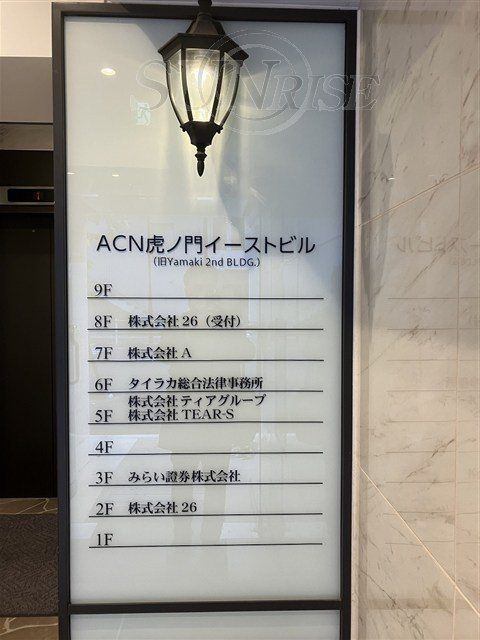 SUNRISE
ACN虎ノ門イーストビル
(旧Yamaki 2nd BLDG.)
9F
8F 株式会社26（受付）
7F 株式会社A
6F タイラカ総合法律事務所
株式会社ティアグループ
5F 株式会社TEAR-S
4F
3F みらい證券株式会社
2F 株式会社26
1F